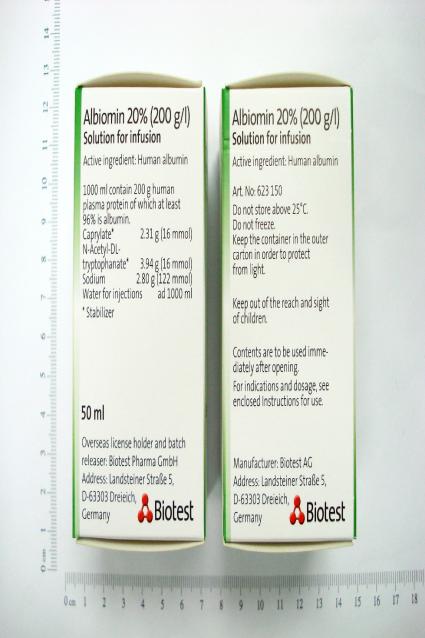 Albiomin 20% (200 g/l)
Solution for infusion
Active ingredient: Human albumin
1000 ml contain 200 g human
plasma protein of which at least
96% is albumin.
Caprylate* 2.31 g (16 mmol)
N-Acetyl-DL-
tryptophanate* 3.94 g (16 mmol)
Sodium 2.80 g (122 mmol)
Water for injections ad 1000 ml
* Stabilizer
50 ml
Overseas license holder and batch
releaser: Biotest Pharma GmbH
Address: Landsteiner Straße 5,
D-63303 Dreieich,
Germany
Biotest
Albiomin 20% (200 g/l)
Solution for infusion
Active ingredient: Human albumin
Art. No: 623 150
Do not store above 25°C.
Do not freeze.
Keep the container in the outer
carton in order to protect
from light.
Keep out of the reach and sight
of children.
Contents are to be used imme-
diately after opening.
For indications and dosage, see
enclosed Instructions for use.
Manufacturer: Biotest AG
Address: Landsteiner Straße 5,
D-63303 Dreieich,
Germany
Biotest
0 cm 1 2 3 4 5 6 7 8 9 10 11 12 13 14
0 cm 1 2 3 4 5 6 7 8 9 10 11 12 13 14 15 16 17 18